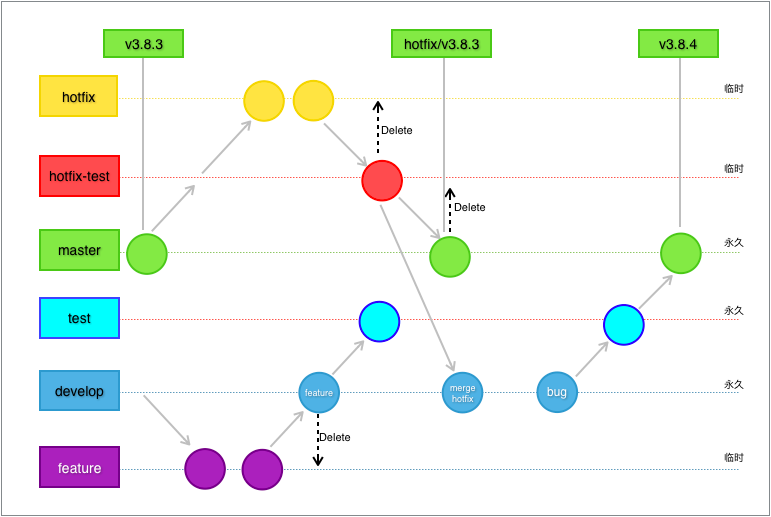 v3.8.3
hotfix/v3.8.3
v3.8.4
hotfix
临时
Delete
hotfix-test
临时
Delete
master
永久
test
永久
develop
feature
merge
hotfix
bug
永久
Delete
feature
临时